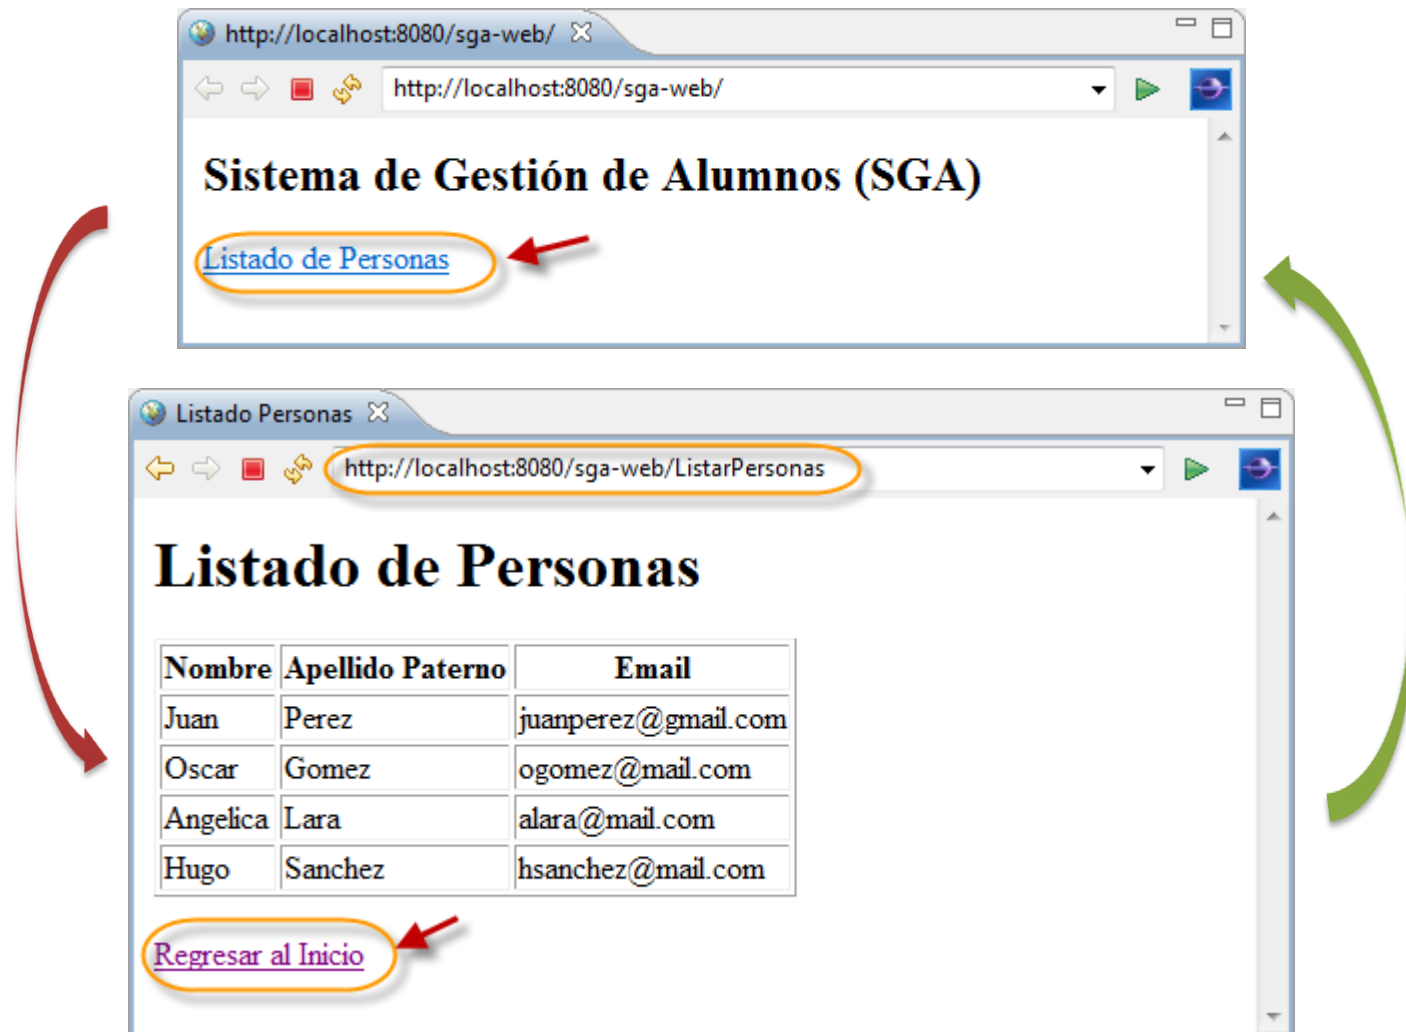 http://localhost:8080/sga-web/
http://localhost:8080/sga-web/
Sistema de Gestión de Alumnos (SGA)
Listado de Personas
Listado Personas
http://localhost:8080/sga-web/ListarPersonas
Listado de Personas
Nombre Apellido Paterno Email
Juan Perez juanperez@gmail.com
Oscar Gomez ogomez@mail.com
Angelica Lara alara@mail.com
Hugo Sanchez hsanchez@mail.com
Regresar al Inicio